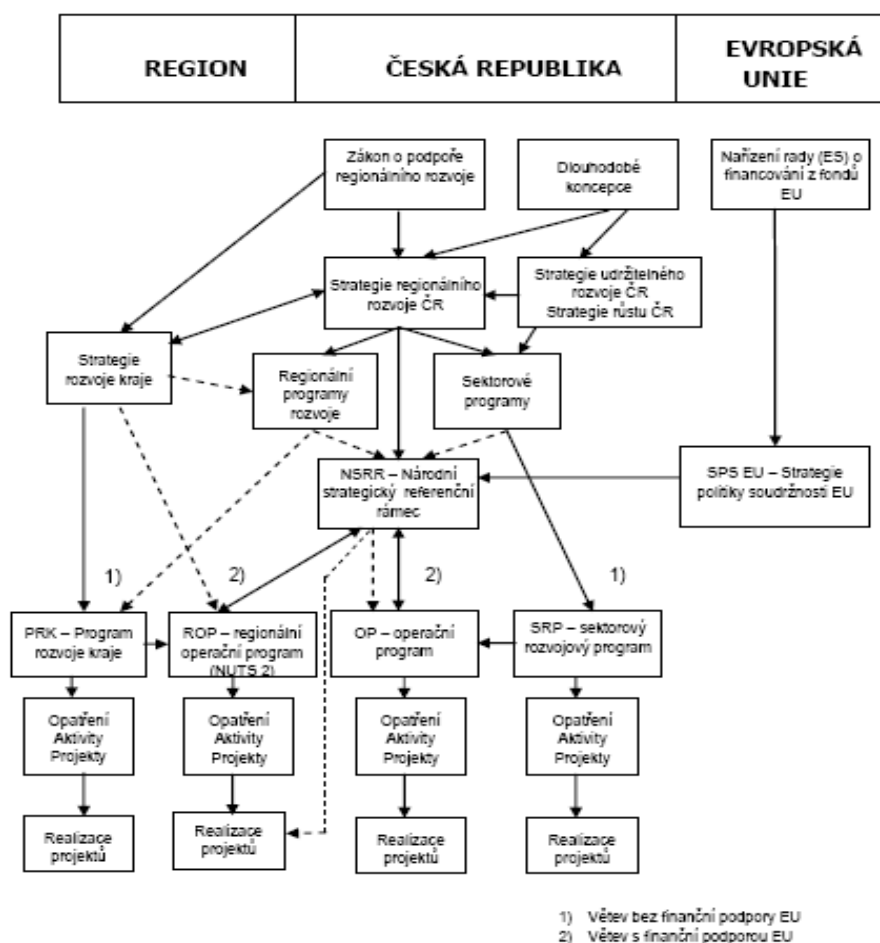 REGION
ČESKÁ REPUBLIKA
EVROPSKÁ
UNIE
Zákon o podpoře
regionálního rozvoje
Dlouhodobé
koncepce
Nařízení rady (ES) o
financování z fondů
EU
Strategie regionálního
rozvoje ČR
Strategie udržitelného
rozvoje ČR
Strategie růstu ČR
Strategie
rozvoje kraje
Regionální
programy
rozvoje
Sektorové
programy
NSRR – Národní
strategický referenční
rámec
SPS EU – Strategie
politiky soudržnosti EU
1)
2)
2)
1)
PRK – Program
rozvoje kraje
ROP – regionální
operační program
(NUTS 2)
OP – operační
program
SRP – sektorový
rozvojový program
Opatření
Aktivity
Projekty
Opatření
Aktivity
Projekty
Opatření
Aktivity
Projekty
Opatření
Aktivity
Projekty
Realizace
projektů
Realizace
projektů
Realizace
projektů
Realizace
projektů
1) Větev bez finanční podpory EU
2) Větev s finanční podporou EU